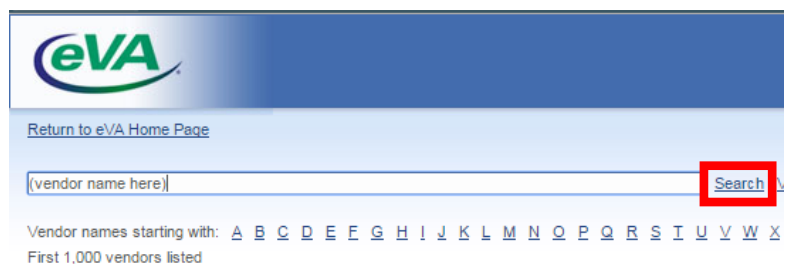 eVA
Return to eVA Home Page
(vendor name here) Search
Vendor names starting with: A B C D E F G H I J K L M N O P Q R S T U V W X
First 1,000 vendors listed